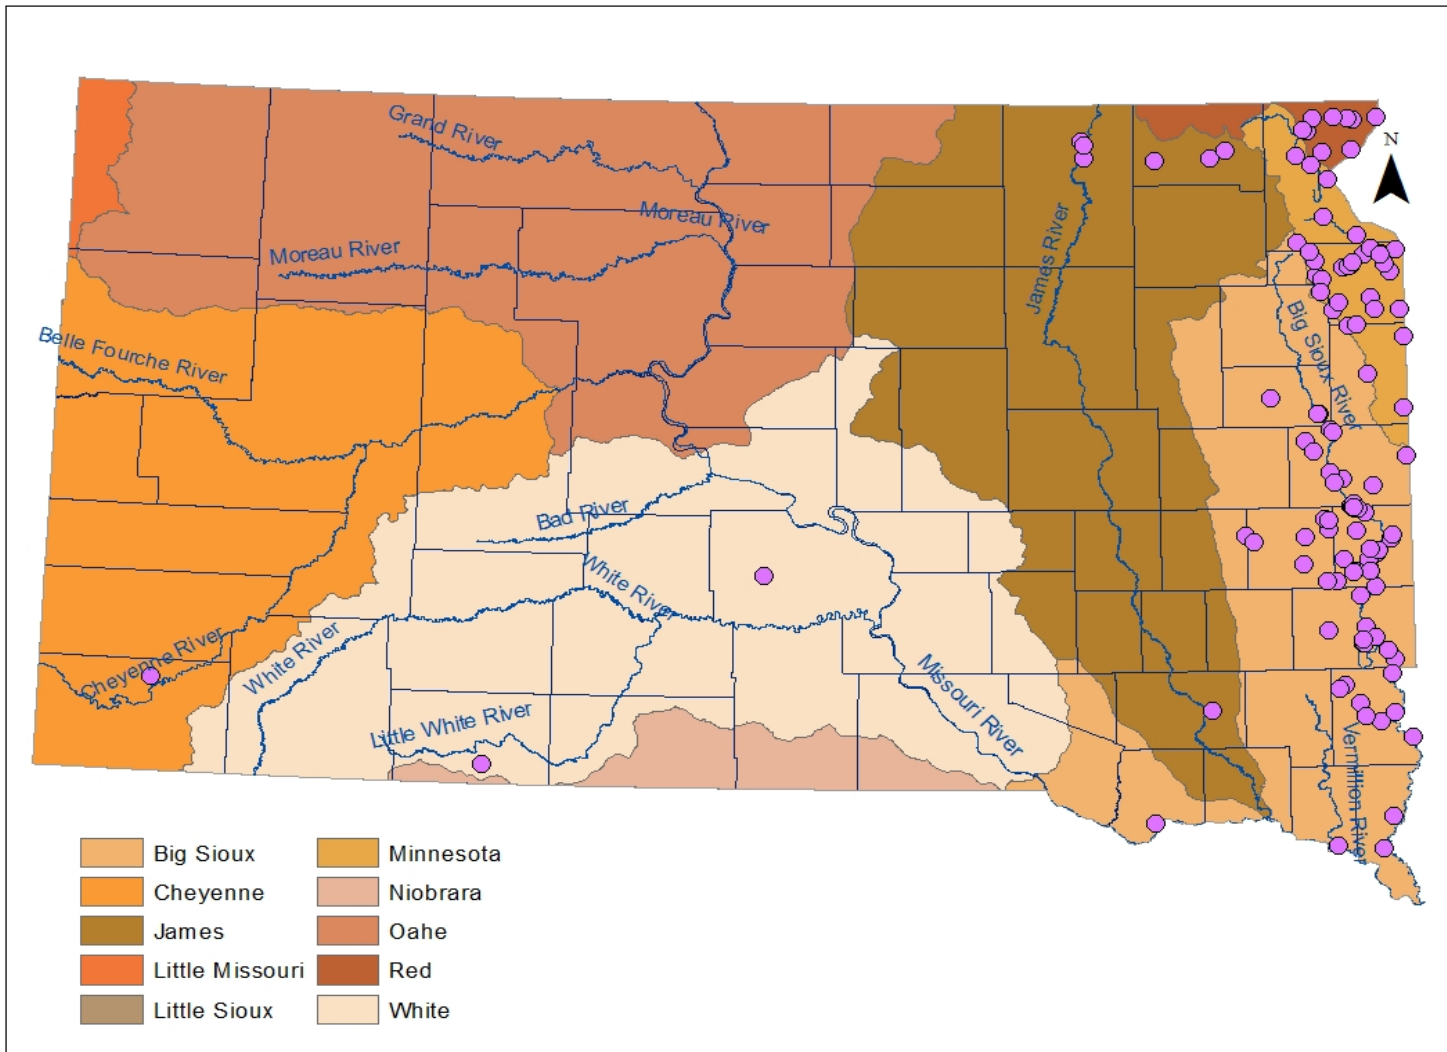 Grand River
N
Moreau River
Moreau River
James River
Belle Fourche River
Big Sioux River
Bad River
White River
Cheyenne River
White River
Missouri River
Little White River
Vermillion River
Big Sioux
Minnesota
Cheyenne
Niobrara
James
Oahe
Little Missouri
Red
Little Sioux
White